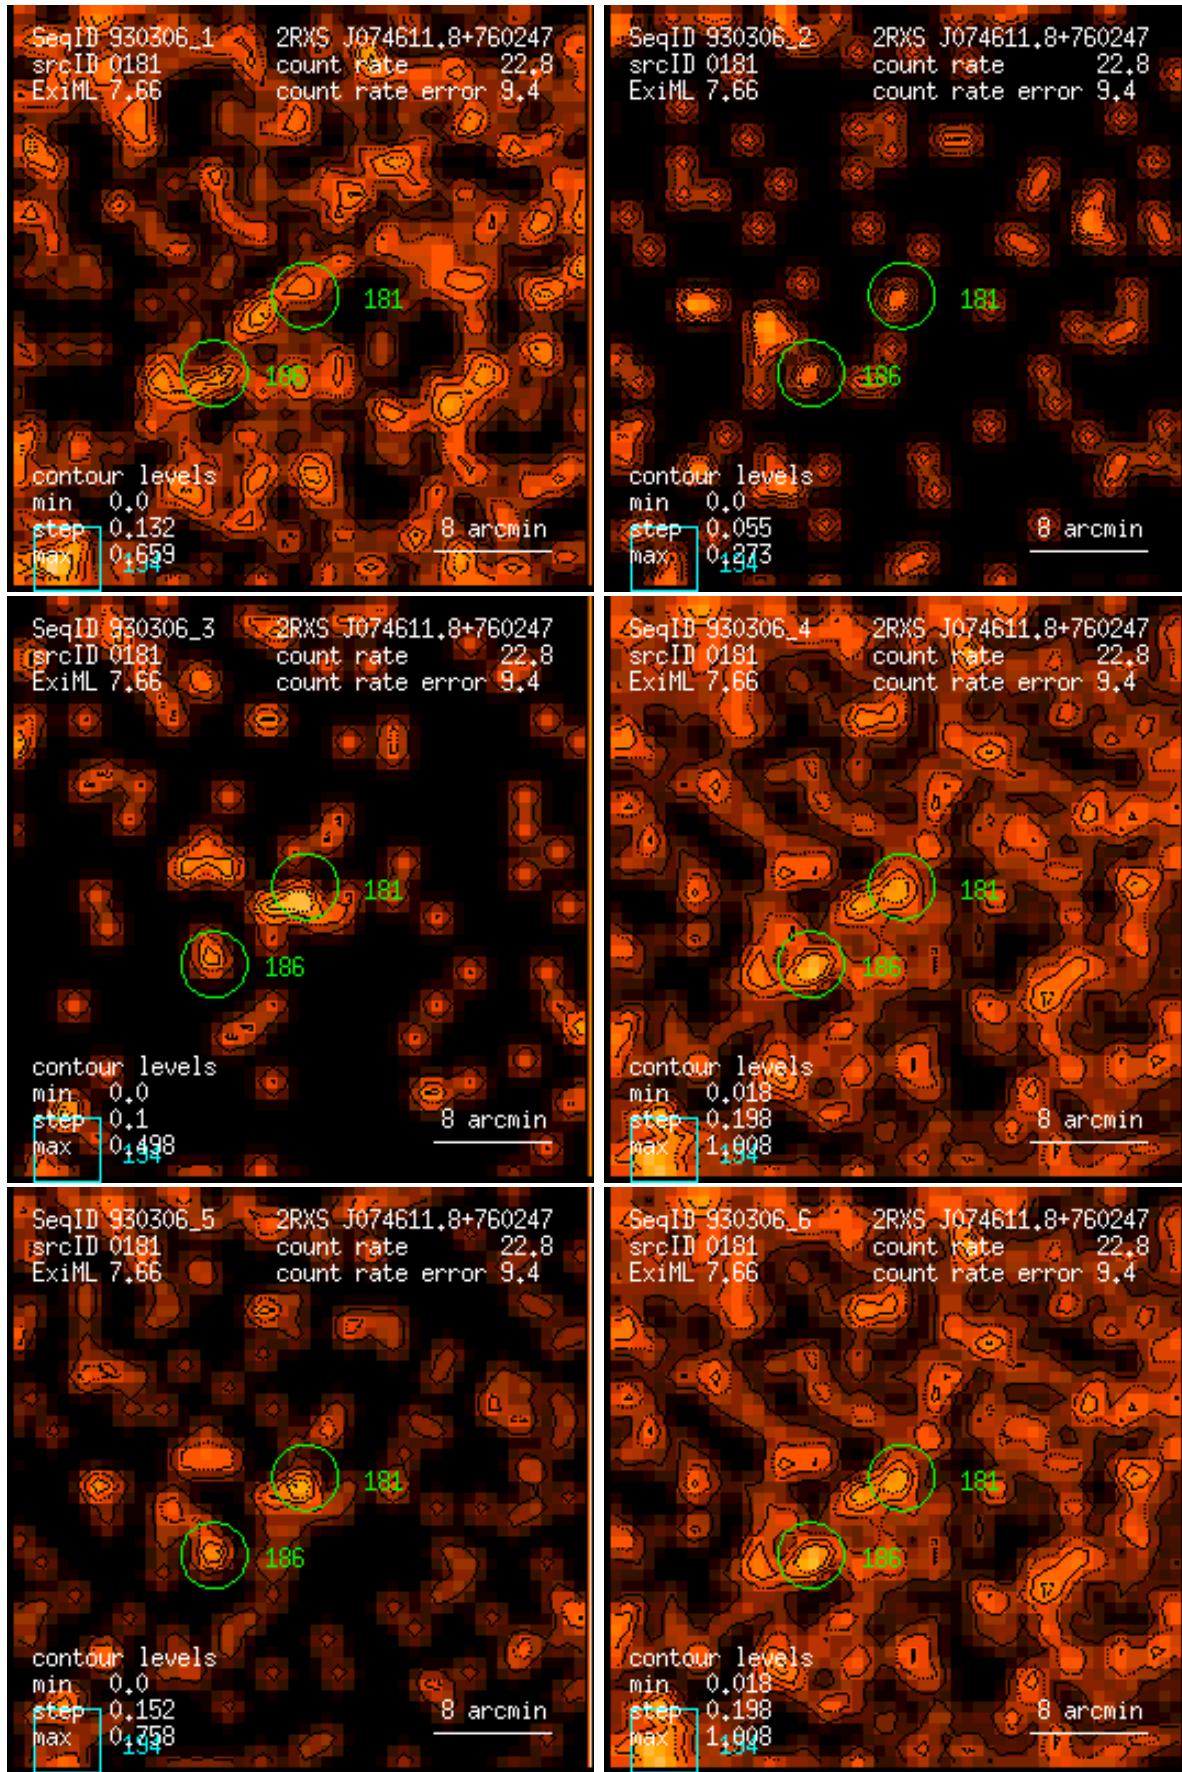 SeqID 930306_1 2RXS J074611.8+760247
srcID 0181 count rate 22.8
ExiML 7.66 count rate error 9.4
181
186
contour levels
min 0.0
step 0.132 8 arcmin
max 0.659
194
SeqID 930306_2 2RXS J074611.8+760247
srcID 0181 count rate 22.8
ExiML 7.66 count rate error 9.4
181
186
contour levels
min 0.0
step 0.055 8 arcmin
max 0.273
194
SeqID 930306_3 2RXS J074611.8+760247
srcID 0181 count rate 22.8
ExiML 7.66 count rate error 9.4
181
186
contour levels
min 0.0
step 0.1 8 arcmin
max 0.498
194
SeqID 930306_4 2RXS J074611.8+760247
srcID 0181 count rate 22.8
ExiML 7.66 count rate error 9.4
181
186
contour levels
min 0.018
step 0.198 8 arcmin
max 1.008
194
SeqID 930306_5 2RXS J074611.8+760247
srcID 0181 count rate 22.8
ExiML 7.66 count rate error 9.4
181
186
contour levels
min 0.0
step 0.152 8 arcmin
max 0.758
194
SeqID 930306_6 2RXS J074611.8+760247
srcID 0181 count rate 22.8
ExiML 7.66 count rate error 9.4
181
186
contour levels
min 0.018
step 0.198 8 arcmin
max 1.008
194